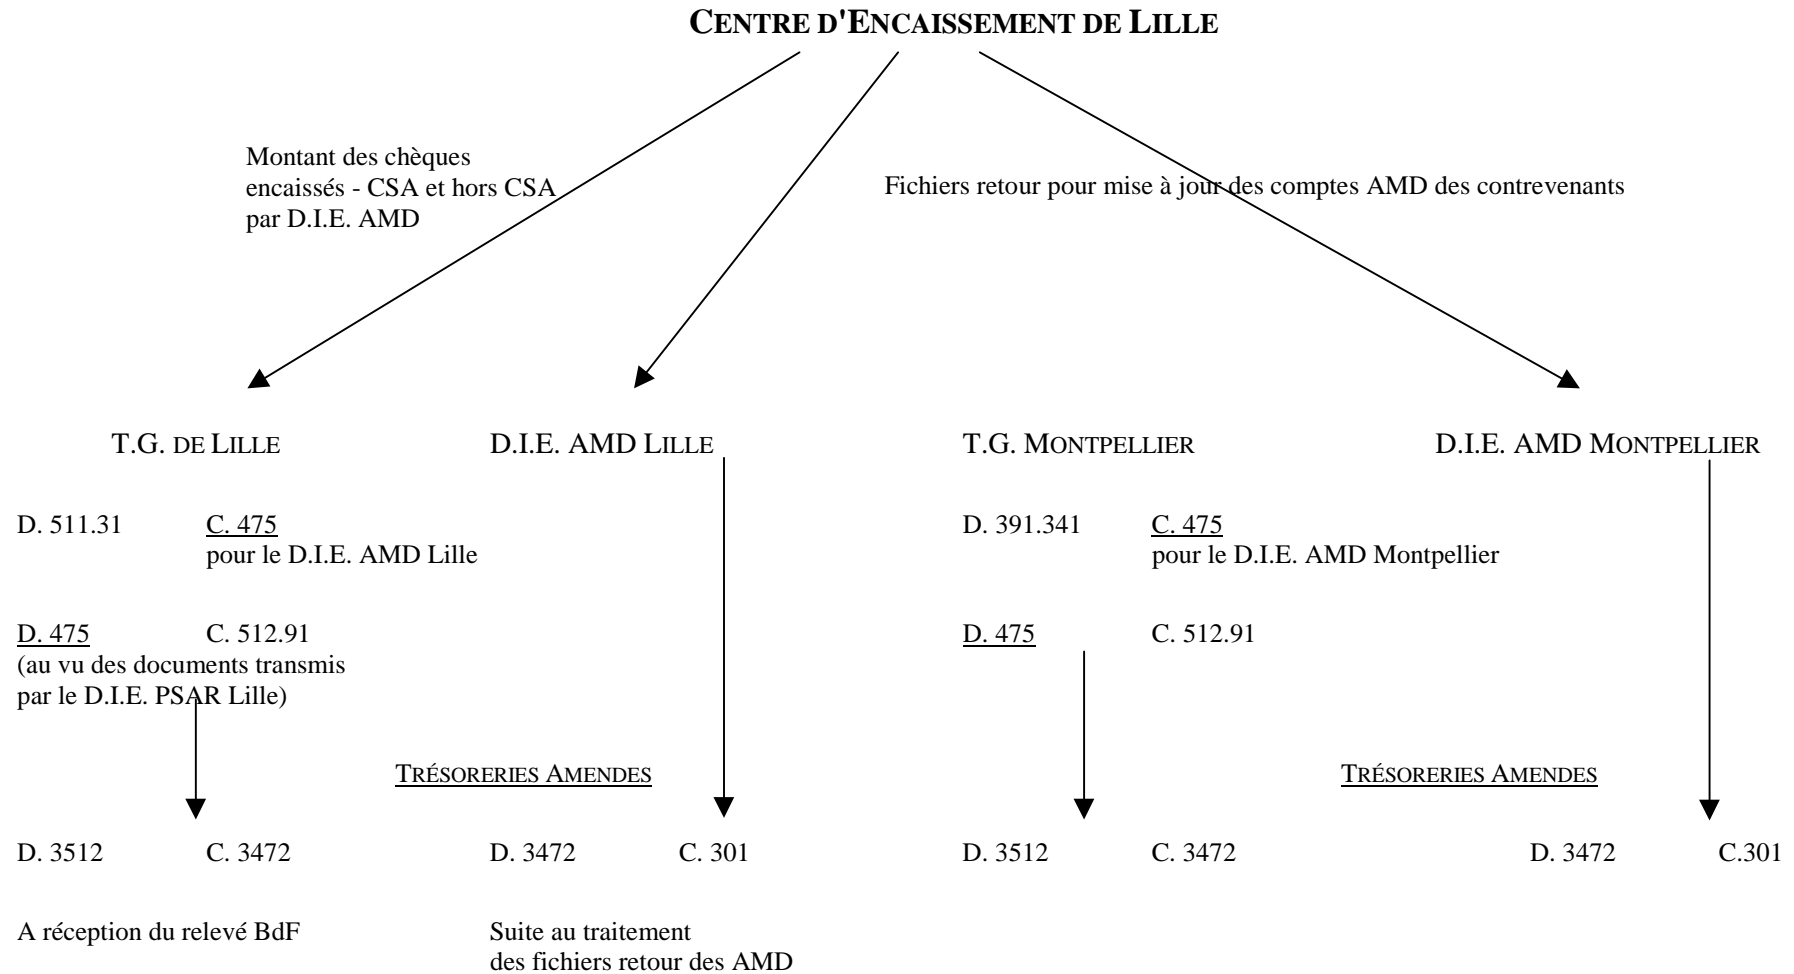 CENTRE D'ENCAISSEMENT DE LILLE
Montant des chèques
encaissés - CSA et hors CSA
par D.I.E. AMD
Fichiers retour pour mise à jour des comptes AMD des contrevenants
T.G. DE LILLE
D.I.E. AMD LILLE
T.G. MONTPELLIER
D.I.E. AMD MONTPELLIER
D. 511.31 C. 475
pour le D.I.E. AMD Lille
D. 391.341 C. 475
pour le D.I.E. AMD Montpellier
D. 475 C. 512.91
(au vu des documents transmis
par le D.I.E. PSAR Lille)
D. 475 C. 512.91
TRÉSORERIES AMENDES
TRÉSORERIES AMENDES
D. 3512 C. 3472
D. 3472 C. 301
D. 3512 C. 3472
D. 3472 C.301
A réception du relevé BdF
Suite au traitement
des fichiers retour des AMD